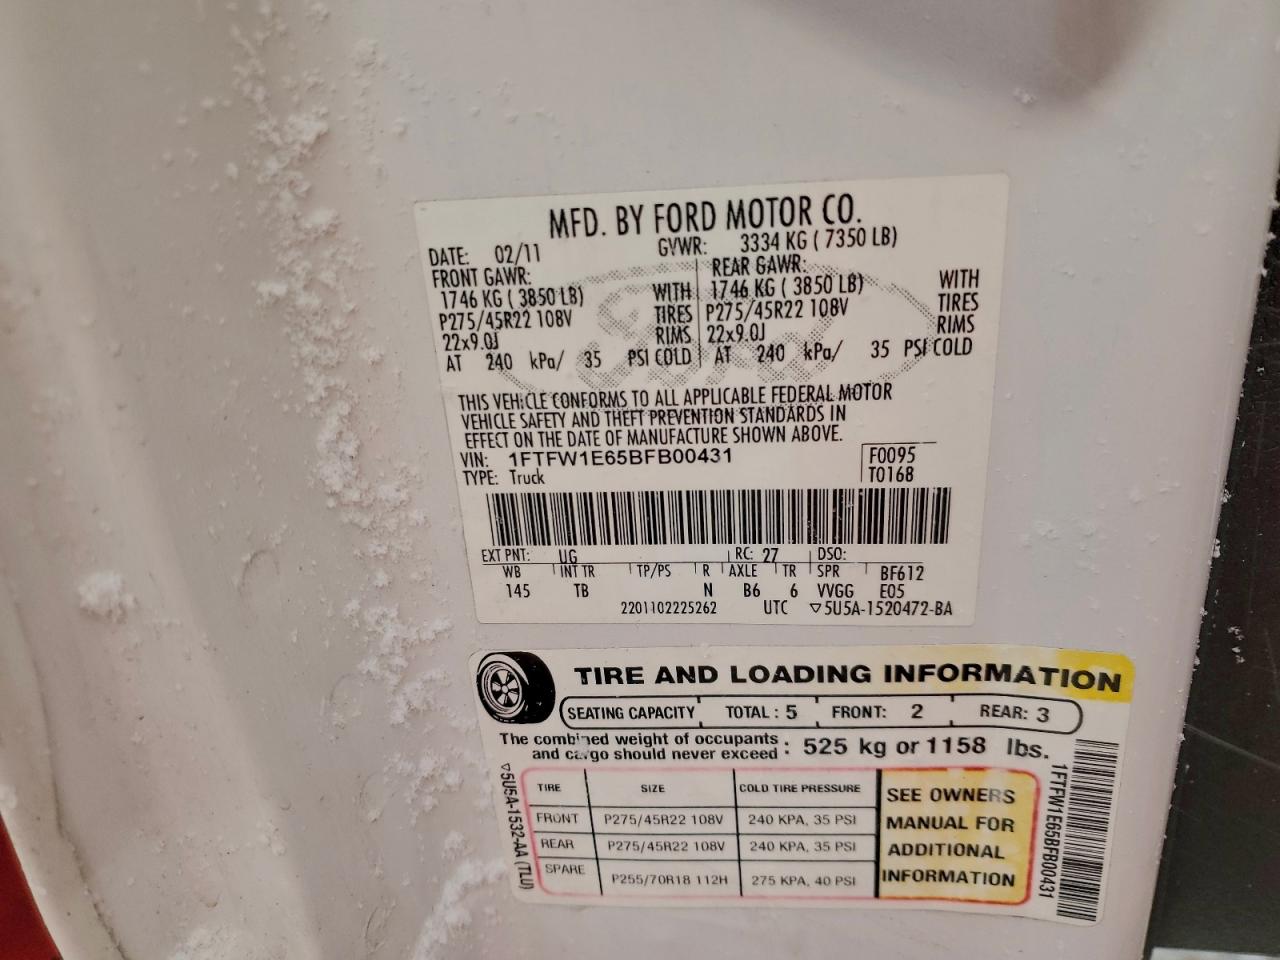 MFD. BY FORD MOTOR CO.
DATE: 02/11 GVWR: 3334 KG ( 7350 LB)
FRONT GAWR: REAR GAWR:
1746 KG ( 3850 LB) WITH 1746 KG ( 3850 LB) WITH
P275/45R22 108V TIRES P275/45R22 108V TIRES
22x9.0J RIMS 22x9.0J RIMS
AT 240 kPa/ 35 PSI COLD AT 240 kPa/ 35 PSI COLD
THIS VEHICLE CONFORMS TO ALL APPLICABLE FEDERAL MOTOR
VEHICLE SAFETY AND THEFT PREVENTION STANDARDS IN
EFFECT ON THE DATE OF MANUFACTURE SHOWN ABOVE.
VIN: 1FTFW1E65BFB00431 F0095
TYPE: Truck T0168
EXT PNT: UG RC: 27 DSO:
WB INT TR TP/PS R AXLE TR SPR BF612
145 TB N B6 6 VVGG E05
2201102225262 UTC ▽5U5A-1520472-BA
TIRE AND LOADING INFORMATION
SEATING CAPACITY TOTAL : 5 FRONT: 2 REAR: 3
The combined weight of occupants
and cargo should never exceed : 525 kg or 1158 lbs.
TIRE SIZE COLD TIRE PRESSURE
FRONT P275/45R22 108V 240 KPA, 35 PSI
REAR P275/45R22 108V 240 KPA, 35 PSI
SPARE P255/70R18 112H 275 KPA, 40 PSI
SEE OWNERS
MANUAL FOR
ADDITIONAL
INFORMATION
▽5U5A-1532-AA (TLU)
1FTFW1E65BFB00431